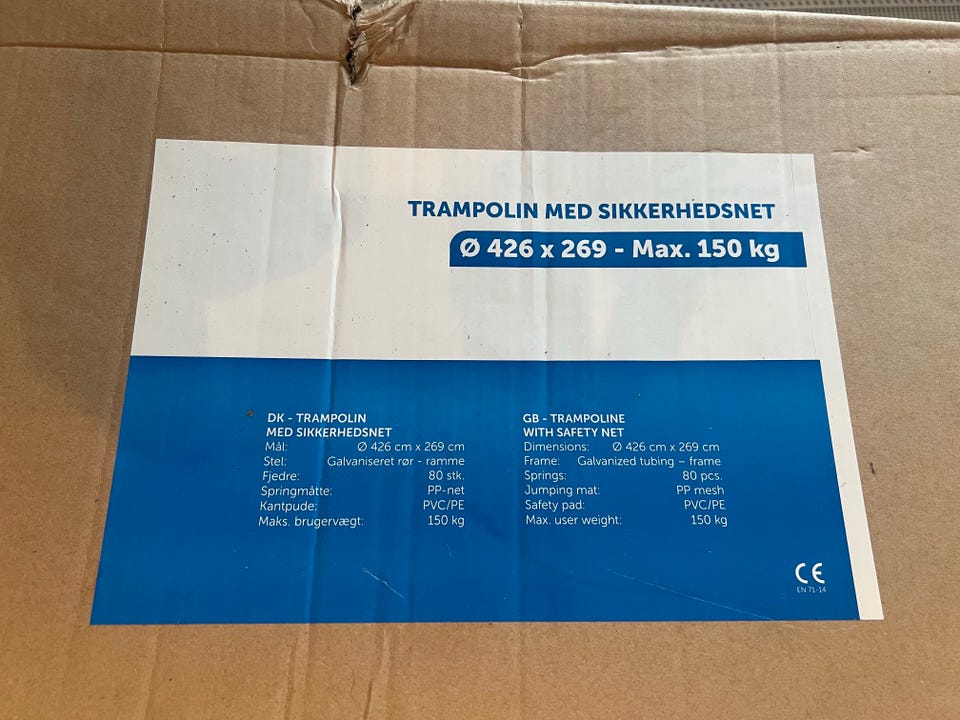 TRAMPOLIN MED SIKKERHEDSNET
Ø 426 x 269 - Max. 150 kg
DK - TRAMPOLIN
MED SIKKERHEDSNET
Mål: Ø 426 cm x 269 cm
Stel: Galvaniseret rør - ramme
Fjedre: 80 stk.
Springmåtte: PP-net
Kantpude: PVC/PE
Maks. brugervægt: 150 kg
GB - TRAMPOLINE
WITH SAFETY NET
Dimensions: Ø 426 cm x 269 cm
Frame: Galvanized tubing – frame
Springs: 80 pcs.
Jumping mat: PP mesh
Safety pad: PVC/PE
Max. user weight: 150 kg
CE
EN 71-14